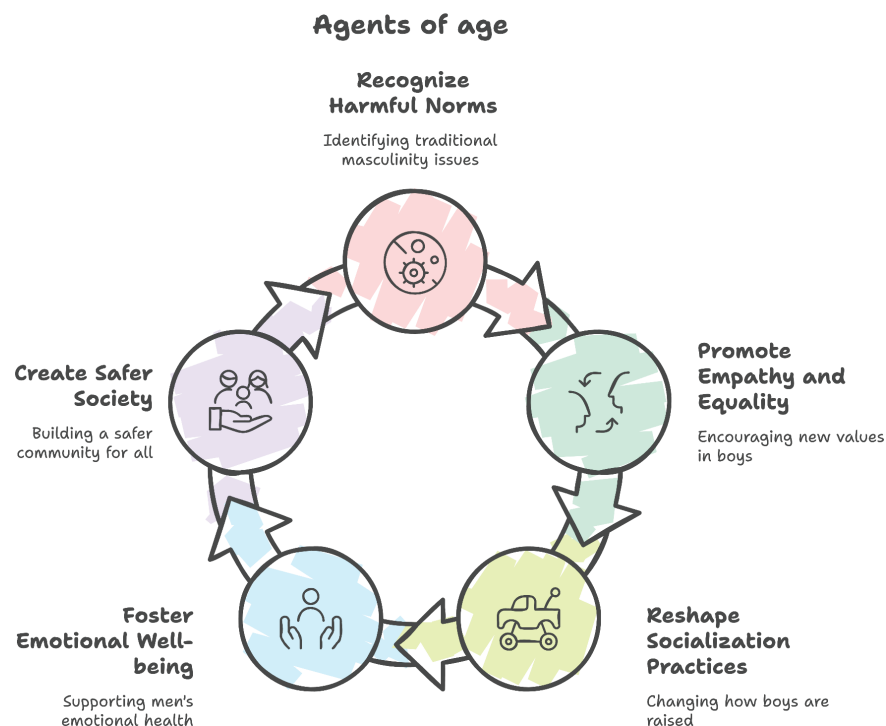 Agents of age
Recognize
Harmful Norms
Identifying traditional
masculinity issues
Promote
Empathy and
Equality
Encouraging new values
in boys
Reshape
Socialization
Practices
Changing how boys are
raised
Foster
Emotional Well-
being
Supporting men's
emotional health
Create Safer
Society
Building a safer
community for all